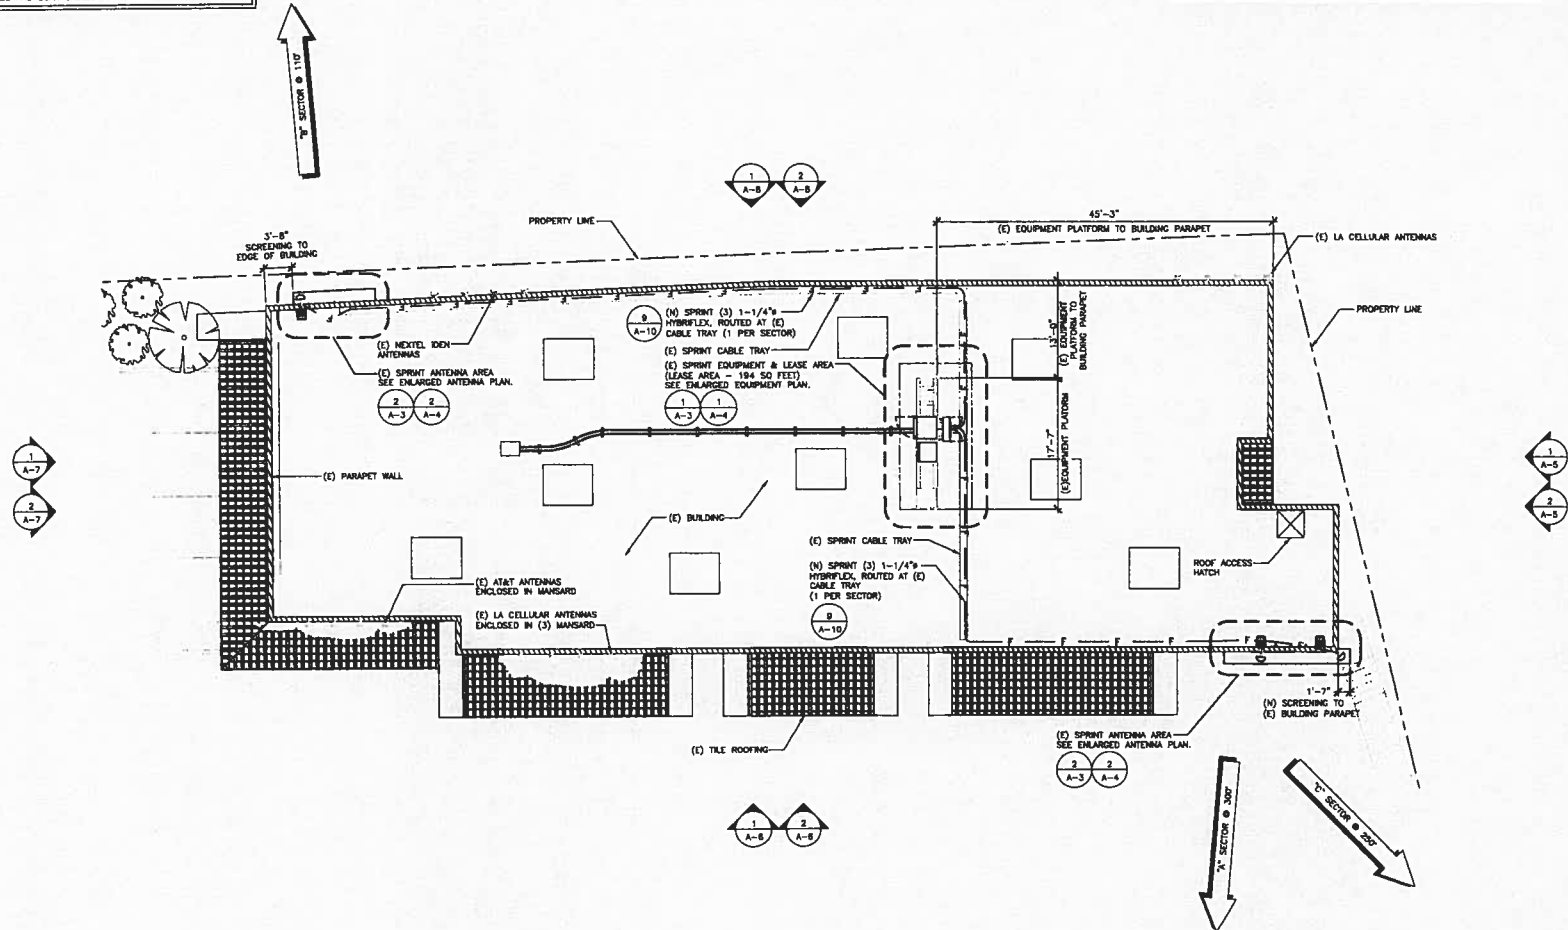 "B" SECTOR @ 110°
1
A-8
2
A-8
PROPERTY LINE
45'-3"
(E) EQUIPMENT PLATFORM TO BUILDING PARAPET
(E) LA CELLULAR ANTENNAS
3'-8"
SCREENING TO
EDGE OF BUILDING
PROPERTY LINE
9
A-10
(N) SPRINT (3) 1-1/4"ø
HYBRIFLEX, ROUTED AT (E)
CABLE TRAY (1 PER SECTOR)
13'-0"
(E) EQUIPMENT
PLATFORM TO
BUILDING PARAPET
(E) NEXTEL IDEN
ANTENNAS
(E) SPRINT CABLE TRAY
(E) SPRINT EQUIPMENT & LEASE AREA
(LEASE AREA - 194 SQ FEET)
SEE ENLARGED EQUIPMENT PLAN.
1
A-3
1
A-4
(E) SPRINT ANTENNA AREA
SEE ENLARGED ANTENNA PLAN.
2
A-3
2
A-4
17'-7"
(E)EQUIPMENT PLATFORM
1
A-7
2
A-7
(E) PARAPET WALL
1
A-5
2
A-5
(E) BUILDING
(E) SPRINT CABLE TRAY
(N) SPRINT (3) 1-1/4"ø
HYBRIFLEX, ROUTED AT (E)
CABLE TRAY
(1 PER SECTOR)
9
A-10
ROOF ACCESS
HATCH
(E) AT&T ANTENNAS
ENCLOSED IN MANSARD
(E) LA CELLULAR ANTENNAS
ENCLOSED IN (3) MANSARD
F F F F F
1'-7"
(N) SCREENING TO
(E) BUILDING PARAPET
(E) TILE ROOFING
(E) SPRINT ANTENNA AREA
SEE ENLARGED ANTENNA PLAN.
2
A-3
2
A-4
1
A-6
2
A-6
"A" SECTOR @ 300°
"C" SECTOR @ 250°